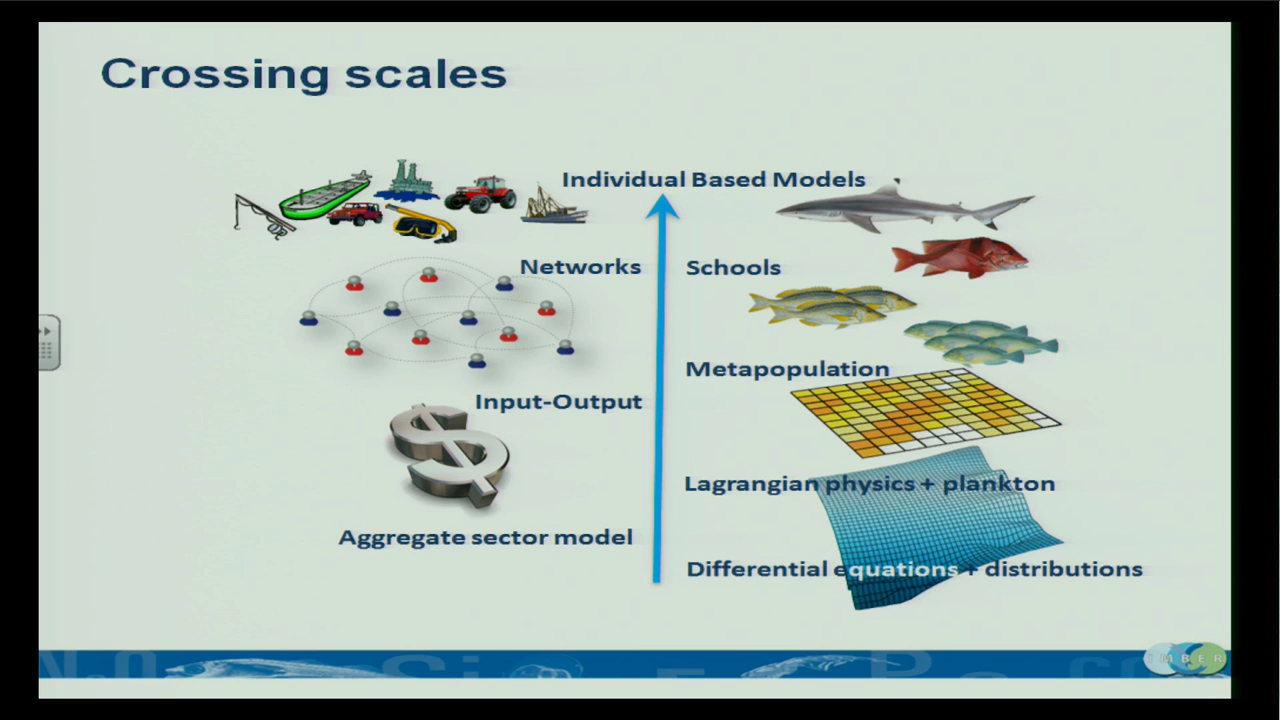 Crossing scales
Individual Based Models
Networks
Schools
Metapopulation
Input-Output
Lagrangian physics + plankton
Aggregate sector model
Differential equations + distributions
IMBER